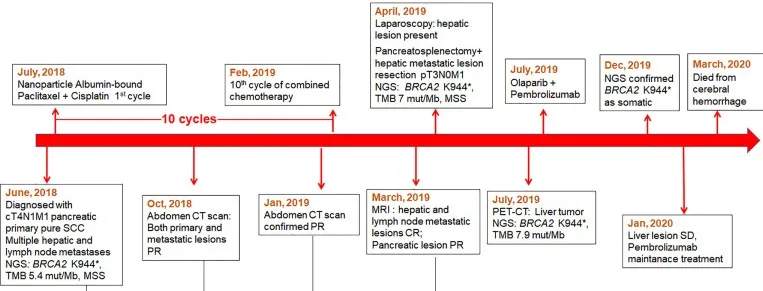 July, 2018
Nanoparticle Albumin-bound
Paclitaxel + Cisplatin 1st cycle
10 cycles
Feb, 2019
10th cycle of combined
chemotherapy
April, 2019
Laparoscopy: hepatic
lesion present
Pancreatosplenectomy+
hepatic metastatic lesion
resection pT3N0M1
NGS: BRCA2 K944*,
TMB 7 mut/Mb, MSS
July, 2019
Olaparib +
Pembrolizumab
Dec, 2019
NGS confirmed
BRCA2 K944*
as somatic
March, 2020
Died from
cerebral
hemorrhage
June, 2018
Diagnosed with
cT4N1M1 pancreatic
primary pure SCC
Multiple hepatic and
lymph node metastases
NGS: BRCA2 K944*,
TMB 5.4 mut/Mb, MSS
Oct, 2018
Abdomen CT scan:
Both primary and
metastatic lesions
PR
Jan, 2019
Abdomen CT scan
confirmed PR
March, 2019
MRI : hepatic and
lymph node metastatic
lesions CR;
Pancreatic lesion PR
July, 2019
PET-CT: Liver tumor
NGS: BRCA2 K944*,
TMB 7.9 mut/Mb
Jan, 2020
Liver lesion SD,
Pembrolizumab
maintanace treatment